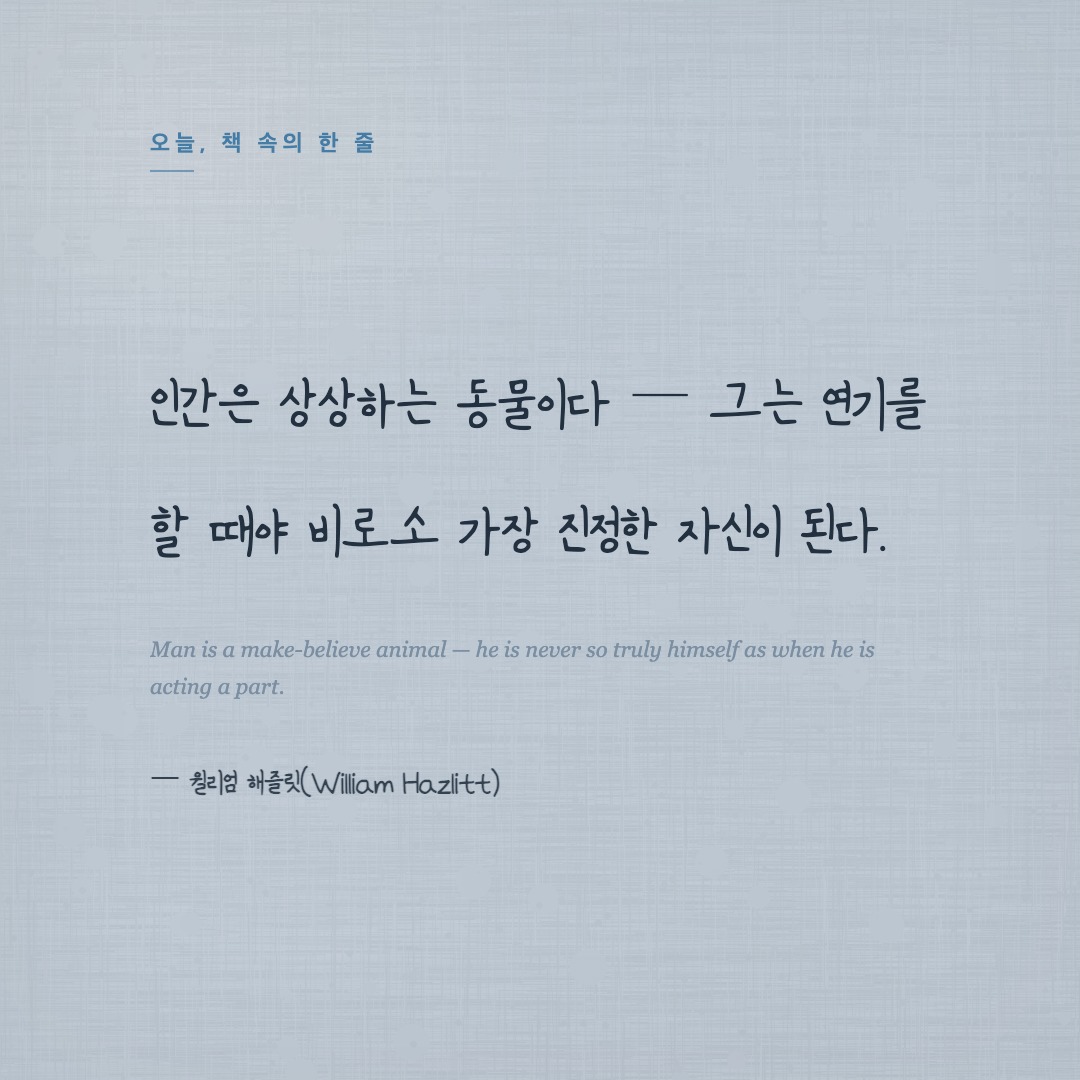 오늘, 책 속의 한 줄
인간은 상상하는 동물이다 — 그는 연기를
할 때야 비로소 가장 진정한 자신이 된다.
Man is a make-believe animal — he is never so truly himself as when he is
acting a part.
— 윌리엄 해즐릿(William Hazlitt)